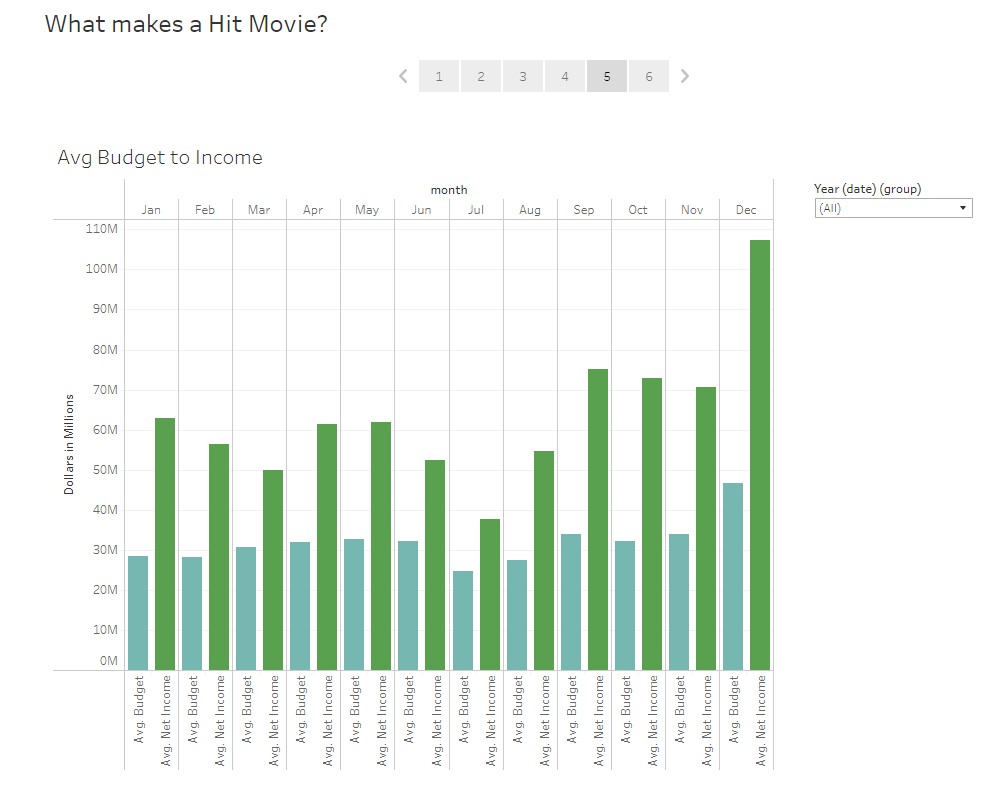 What makes a Hit Movie?
1 2 3 4 5 6
Avg Budget to Income
Year (date) (group)
(All)
month
Jan Feb Mar Apr May Jun Jul Aug Sep Oct Nov Dec
110M
100M
90M
80M
70M
60M
50M
40M
30M
20M
10M
0M
Dollars in Millions
Avg. Budget Avg. Net Income Avg. Budget Avg. Net Income Avg. Budget Avg. Net Income Avg. Budget Avg. Net Income Avg. Budget Avg. Net Income Avg. Budget Avg. Net Income Avg. Budget Avg. Net Income Avg. Budget Avg. Net Income Avg. Budget Avg. Net Income Avg. Budget Avg. Net Income Avg. Budget Avg. Net Income Avg. Budget Avg. Net Income